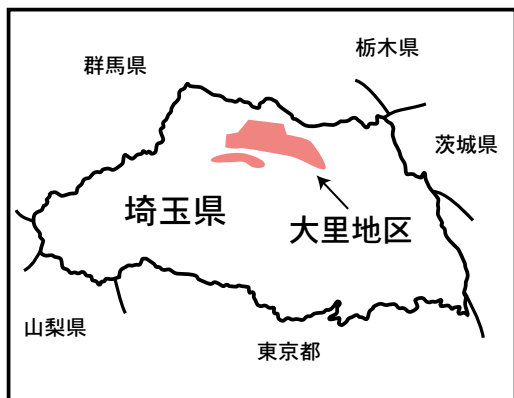 栃木県
群馬県
茨城県
埼玉県
大里地区
山梨県
東京都